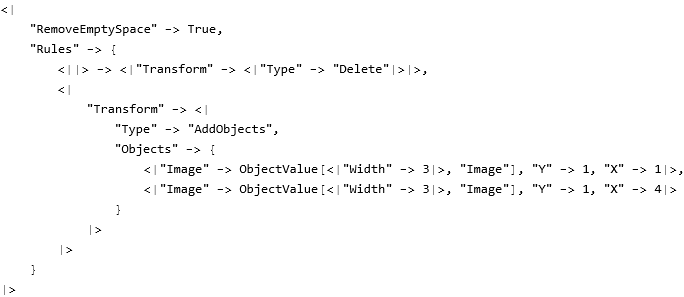 <|
    "RemoveEmptySpace" -> True,
    "Rules" -> {
        <||> -> <|"Transform" -> <|"Type" -> "Delete"|>|>,
        <|
            "Transform" -> <|
                "Type" -> "AddObjects",
                "Objects" -> {
                    <|"Image" -> ObjectValue[<|"Width" -> 3|>, "Image"], "Y" -> 1, "X" -> 1|>,
                    <|"Image" -> ObjectValue[<|"Width" -> 3|>, "Image"], "Y" -> 1, "X" -> 4|>
                }
            |>
        |>
    }
|>